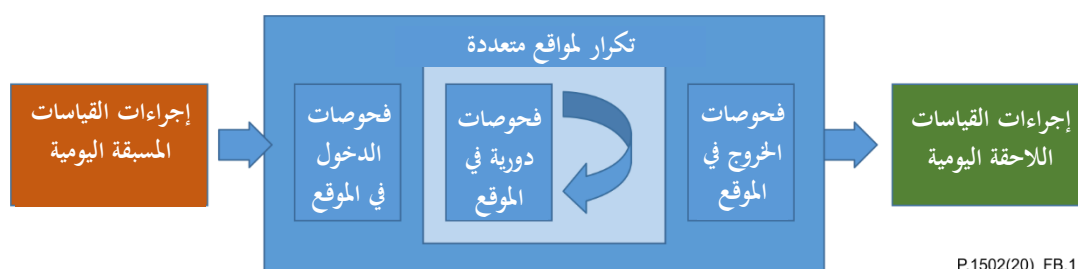 تكرار لمواقع متعددة
إجراءات القياسات
المسبقة اليومية
فحوصات
الدخول
في الموقع
فحوصات
دورية في
الموقع
فحوصات
الخروج في
الموقع
إجراءات القياسات
اللاحقة اليومية
P.1502(20)_FB.1